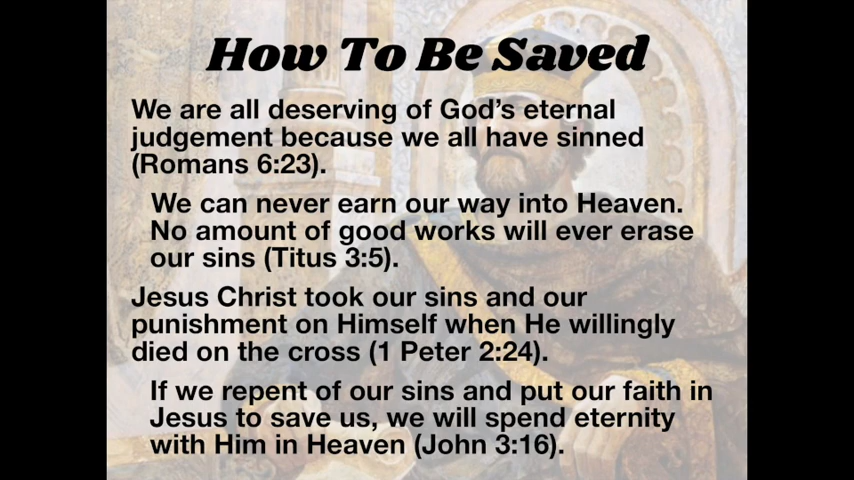 How To Be Saved
We are all deserving of God's eternal
judgement because we all have sinned
(Romans 6:23).
We can never earn our way into Heaven.
No amount of good works will ever erase
our sins (Titus 3:5).
Jesus Christ took our sins and our
punishment on Himself when He willingly
died on the cross (1 Peter 2:24).
If we repent of our sins and put our faith in
Jesus to save us, we will spend eternity
with Him in Heaven (John 3:16).